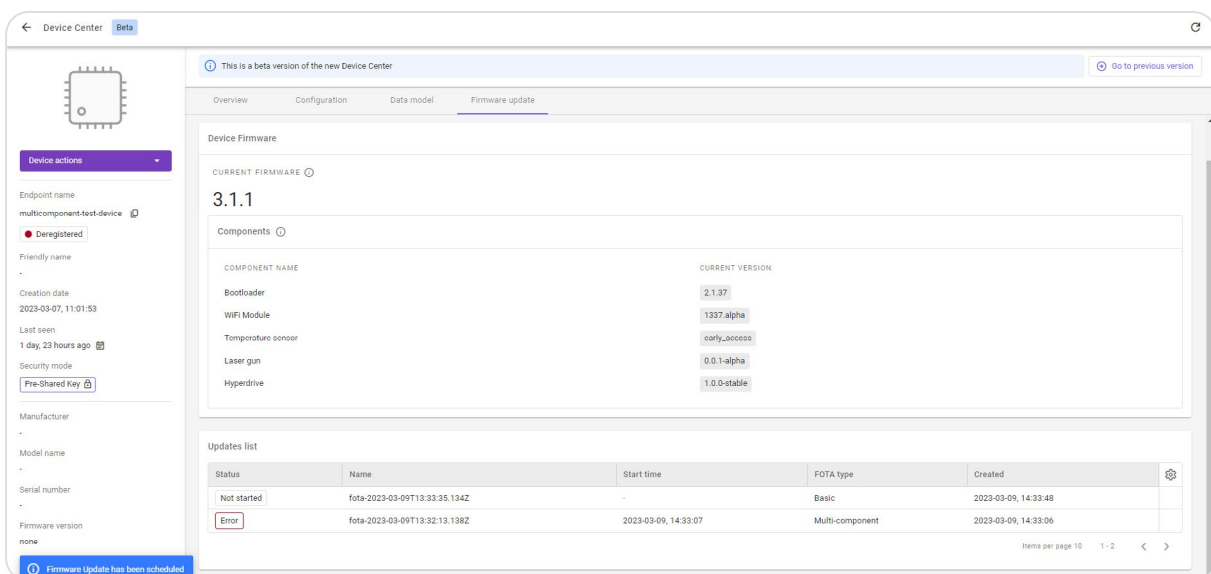 Device Center Beta
This is a beta version of the new Device Center
Go to previous version
Overview Configuration Data model Firmware update
Device actions
Endpoint name
multicomponent-test-device
Deregistered
Friendly name
-
Creation date
2023-03-07, 11:01:53
Last seen
1 day, 23 hours ago
Security mode
Pre-Shared Key
Manufacturer
-
Model name
-
Serial number
-
Firmware version
none
Firmware Update has been scheduled
Device Firmware
CURRENT FIRMWARE
3.1.1
Components
COMPONENT NAME CURRENT VERSION
Bootloader 2.1.37
WiFi Module 1337.alpha
Temperature sensor early_access
Laser gun 0.0.1-alpha
Hyperdrive 1.0.0-stable
Updates list
Status Name Start time FOTA type Created
Not started fota-2023-03-09T13:33:35.134Z - Basic 2023-03-09, 14:33:48
Error fota-2023-03-09T13:32:13.138Z 2023-03-09, 14:33:07 Multi-component 2023-03-09, 14:33:06
Items per page 10 1 - 2